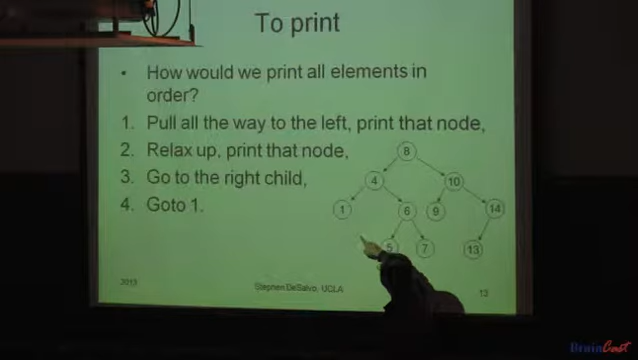 To print
• How would we print all elements in
order?
1. Pull all the way to the left, print that node,
2. Relax up, print that node,
3. Go to the right child,
4. Goto 1.
8
4
10
1
6
9
14
5
7
13
2013
Stephen DeSalvo, UCLA
13
BruinCast